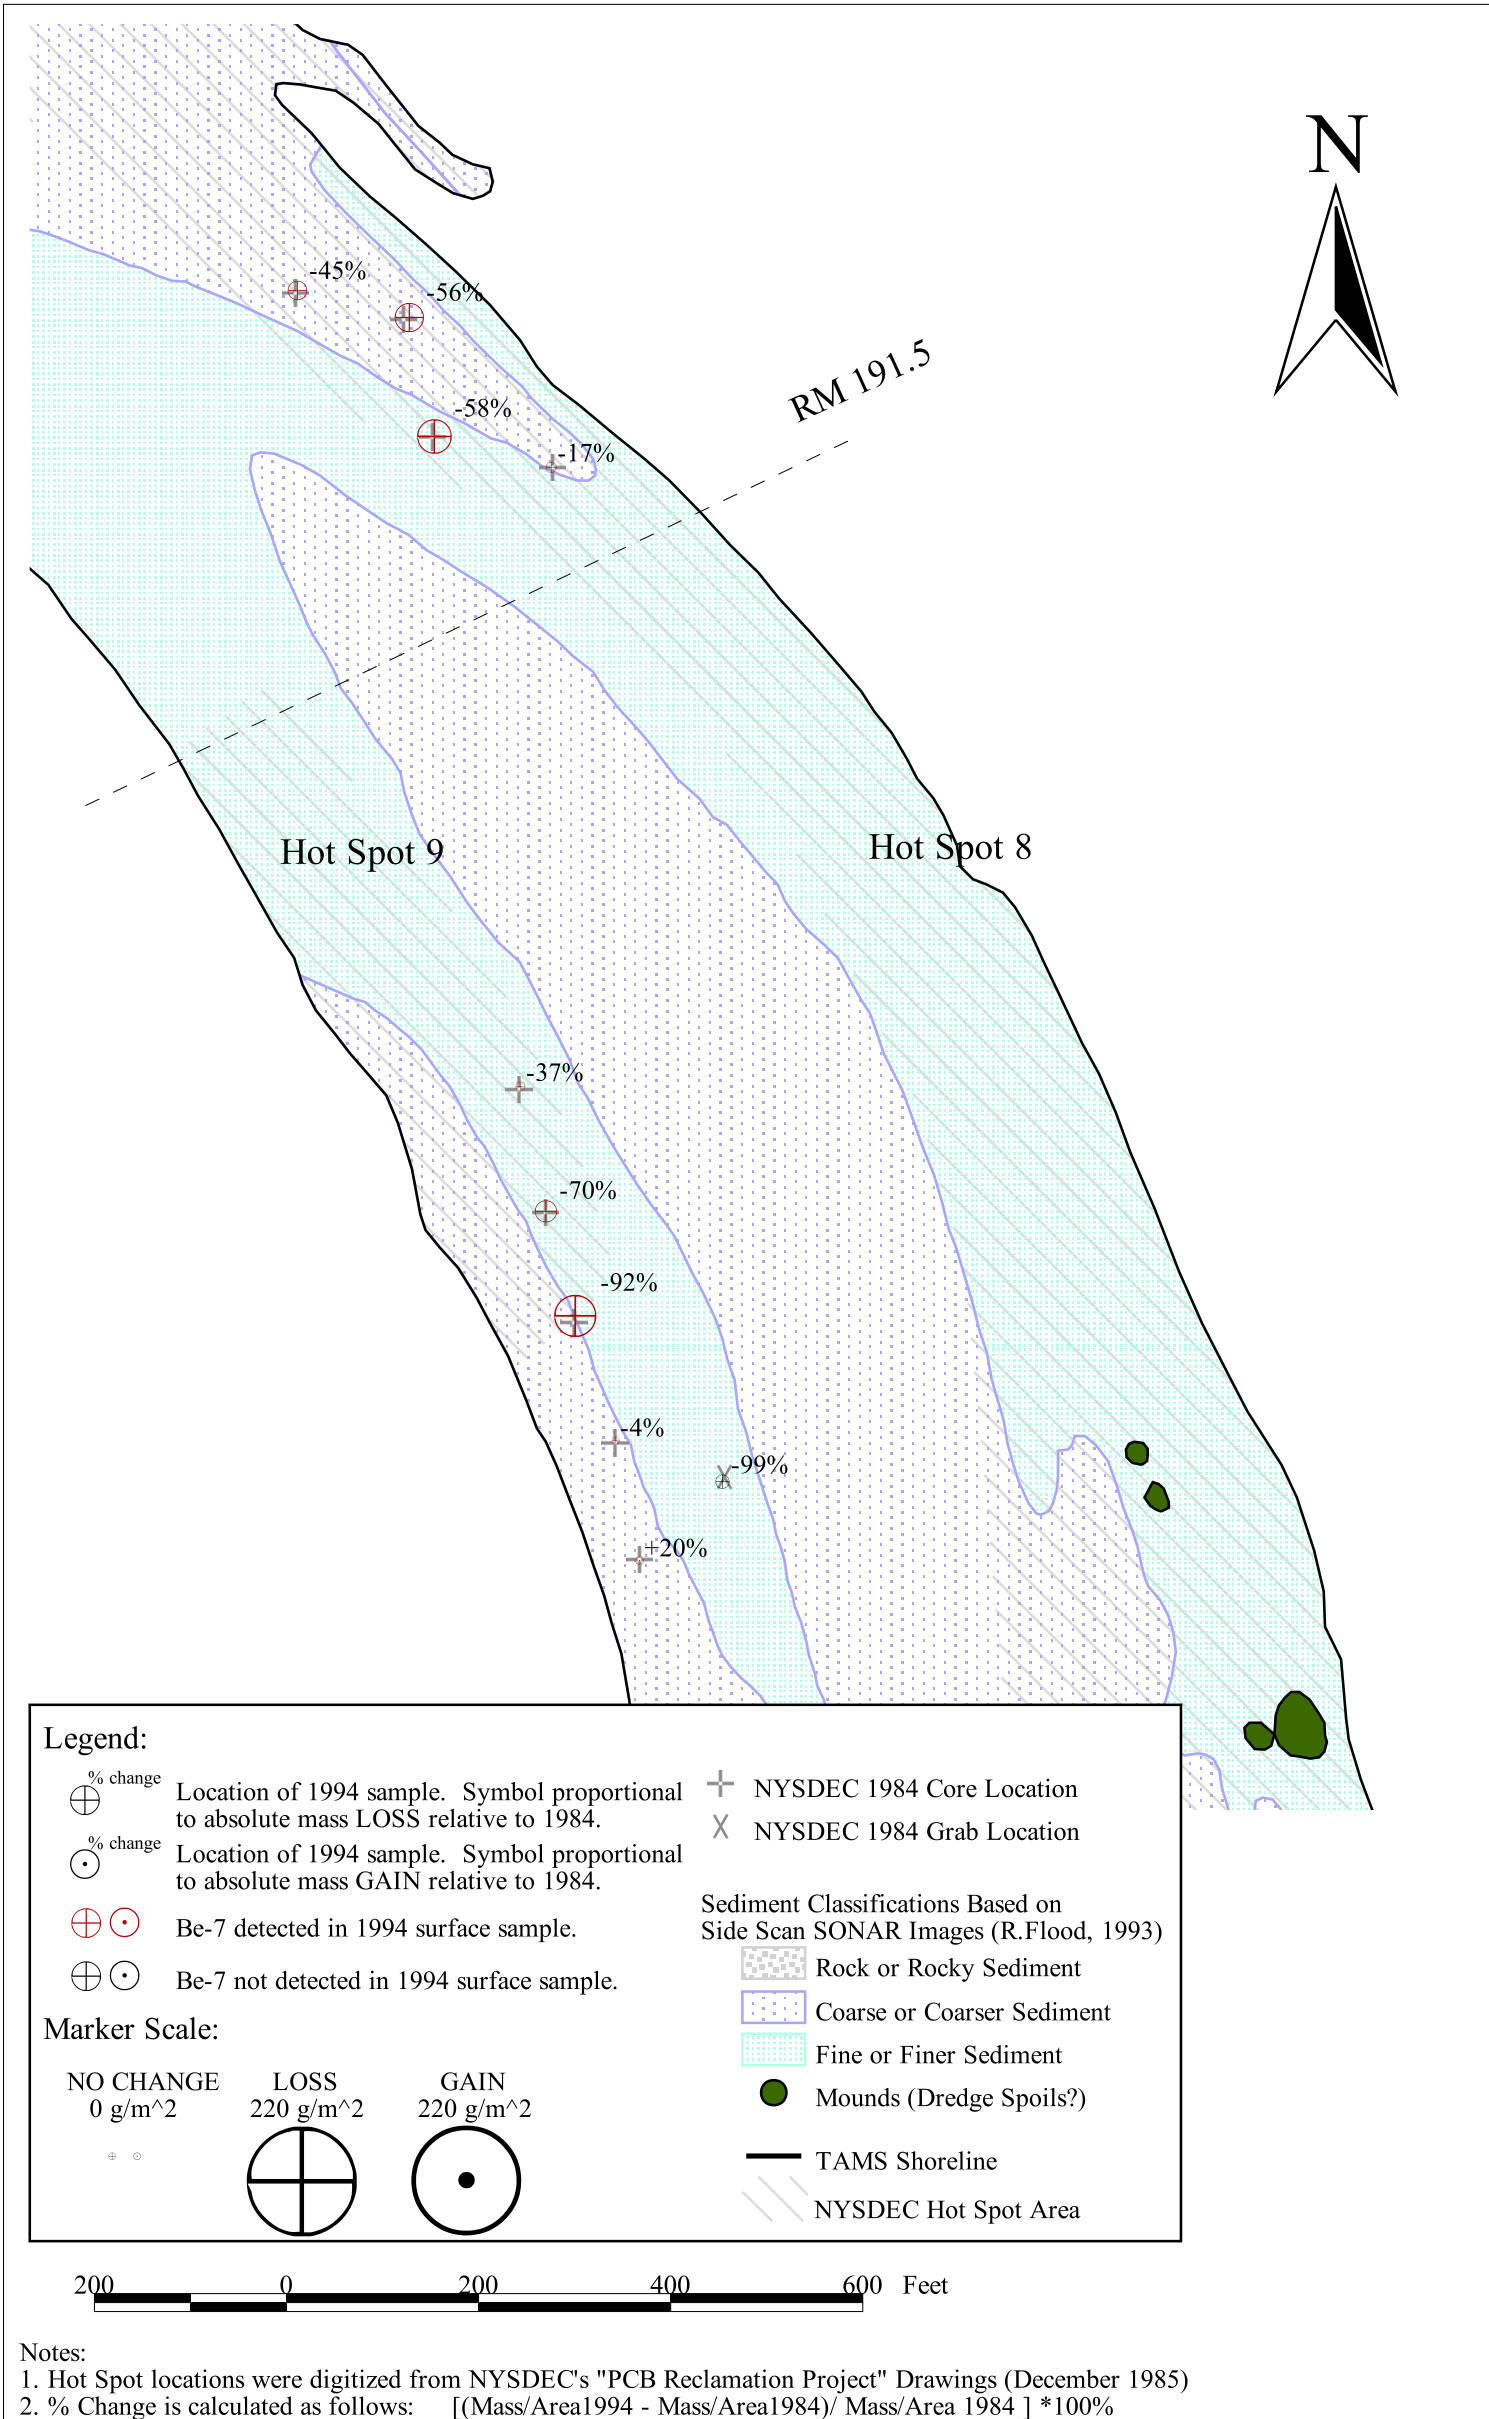 N
-45%
-56%
RM 191.5
-58%
-17%
Hot Spot 9
Hot Spot 8
-37%
-70%
-92%
-4%
-99%
+20%
Legend:
% change
Location of 1994 sample.  Symbol proportional
to absolute mass LOSS relative to 1984.
% change
Location of 1994 sample.  Symbol proportional
to absolute mass GAIN relative to 1984.
Be-7 detected in 1994 surface sample.
Be-7 not detected in 1994 surface sample.
Marker Scale:
NO CHANGE
0 g/m^2
LOSS
220 g/m^2
GAIN
220 g/m^2
NYSDEC 1984 Core Location
NYSDEC 1984 Grab Location
Sediment Classifications Based on
Side Scan SONAR Images (R.Flood, 1993)
Rock or Rocky Sediment
Coarse or Coarser Sediment
Fine or Finer Sediment
Mounds (Dredge Spoils?)
TAMS Shoreline
NYSDEC Hot Spot Area
200 0 200 400 600 Feet
Notes:
1. Hot Spot locations were digitized from NYSDEC's "PCB Reclamation Project" Drawings (December 1985)
2. % Change is calculated as follows: [(Mass/Area1994 - Mass/Area1984)/ Mass/Area 1984 ] *100%